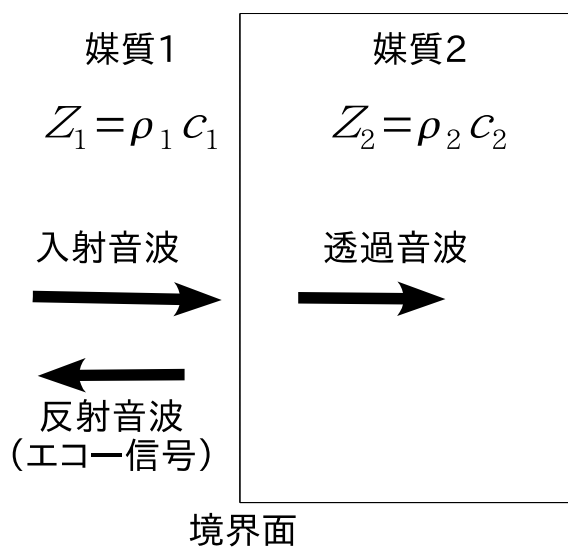 媒質1
Z₁=ρ₁c₁
入射音波
反射音波
(エコー信号)
媒質2
Z₂=ρ₂c₂
透過音波
境界面